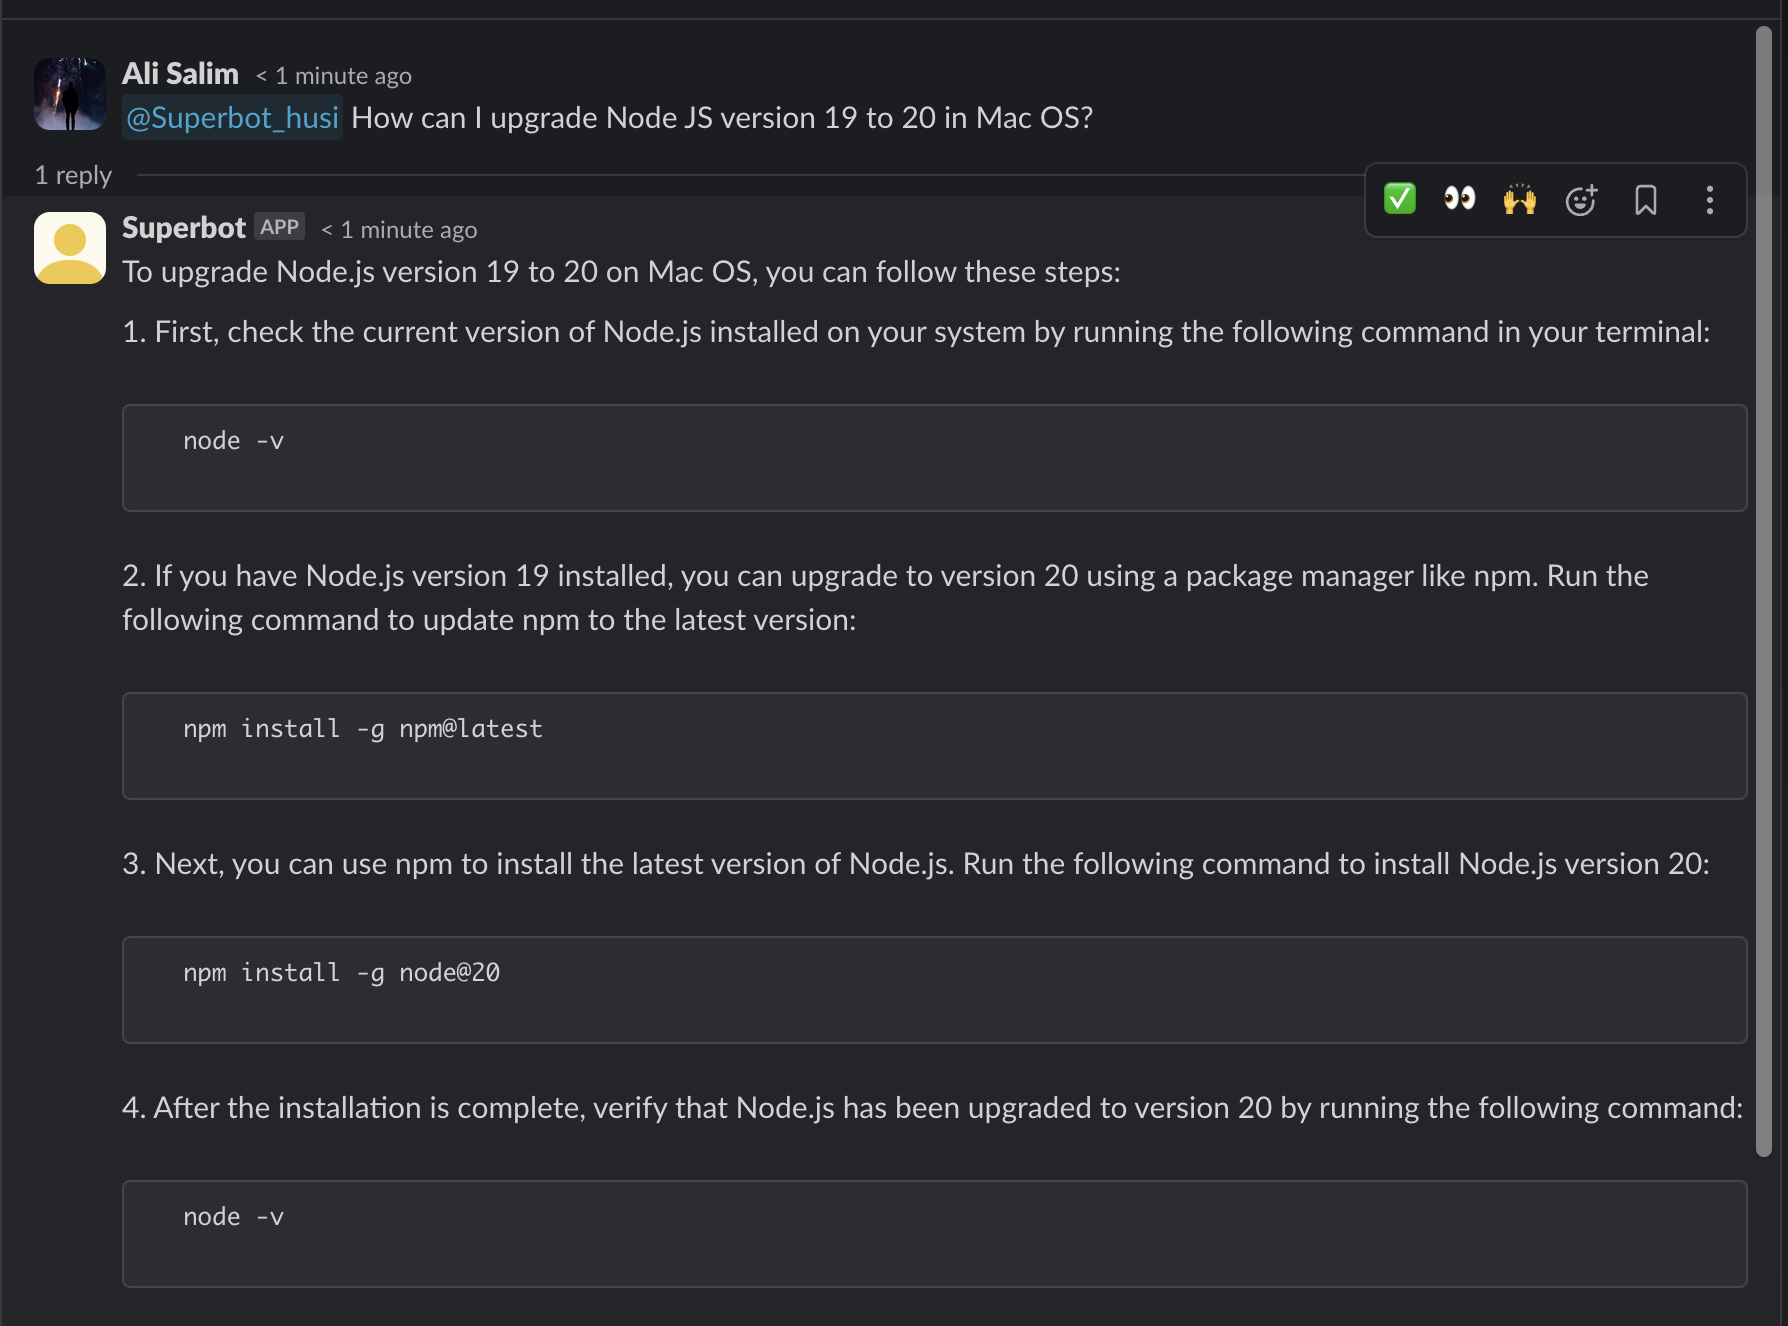 Ali Salim < 1 minute ago
@Superbot_husi How can I upgrade Node JS version 19 to 20 in Mac OS?
1 reply
Superbot APP < 1 minute ago
To upgrade Node.js version 19 to 20 on Mac OS, you can follow these steps:
1. First, check the current version of Node.js installed on your system by running the following command in your terminal:
node -v
2. If you have Node.js version 19 installed, you can upgrade to version 20 using a package manager like npm. Run the
following command to update npm to the latest version:
npm install -g npm@latest
3. Next, you can use npm to install the latest version of Node.js. Run the following command to install Node.js version 20:
npm install -g node@20
4. After the installation is complete, verify that Node.js has been upgraded to version 20 by running the following command:
node -v